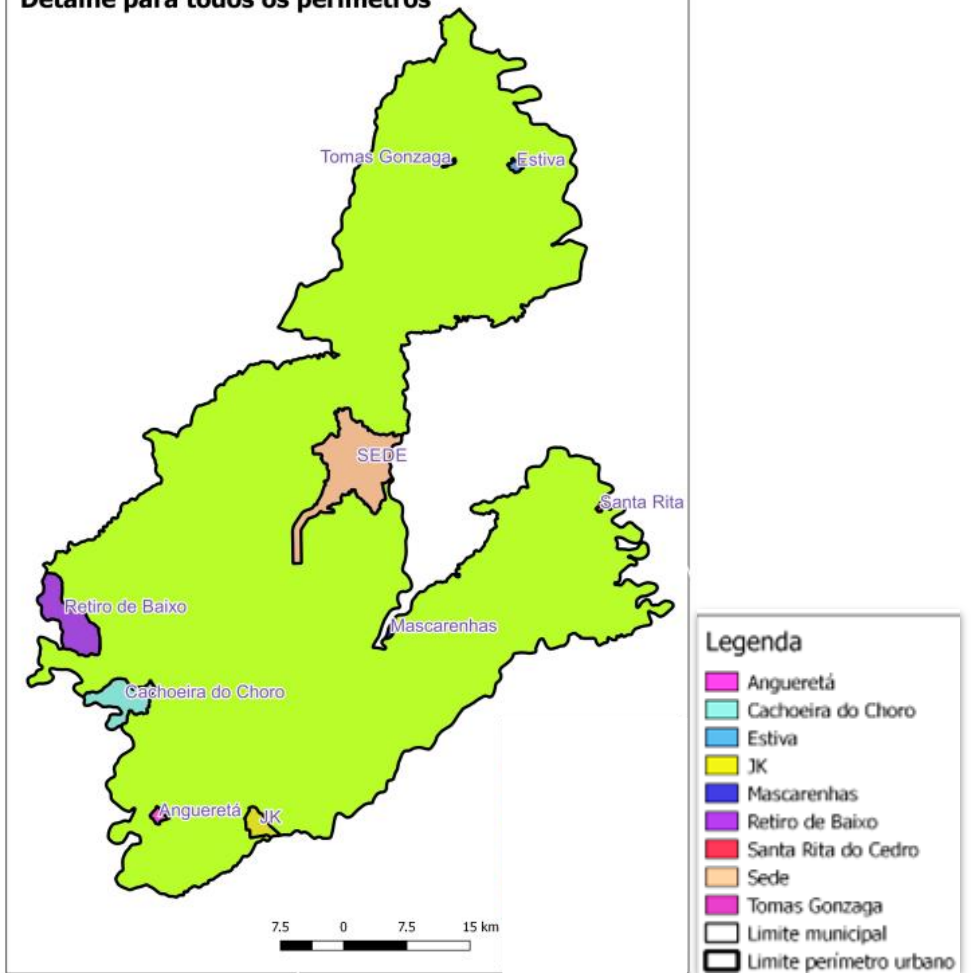 Detalhe para todos os perímetros
Tomas Gonzaga
Estiva
SEDE
Santa Rita
Retiro de Baixo
Mascarenhas
Cachoeira do Choro
Angueretá
JK
7.5 0 7.5 15 km
Legenda
Angueretá
Cachoeira do Choro
Estiva
JK
Mascarenhas
Retiro de Baixo
Santa Rita do Cedro
Sede
Tomas Gonzaga
Limite municipal
Limite perímetro urbano